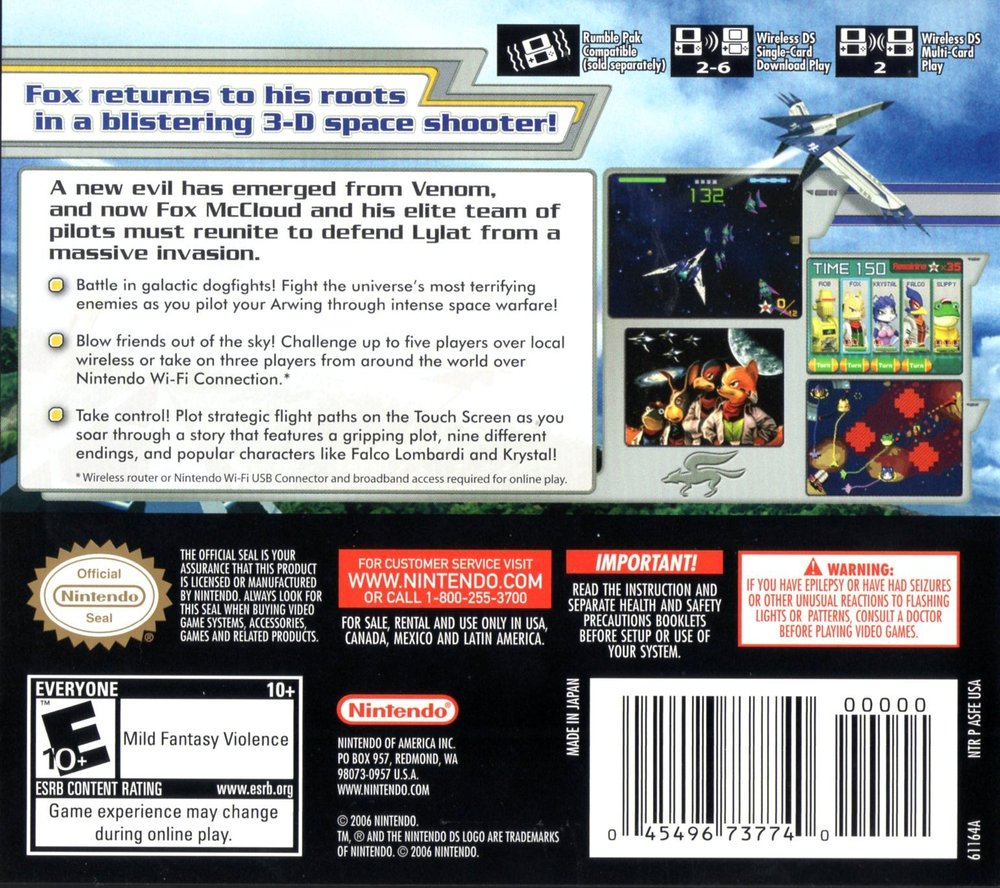 Rumble Pak
Compatible
(sold separately)
2-6
Wireless DS
Single-Card
Download Play
2
Wireless DS
Multi-Card
Play
Fox returns to his roots
in a blistering 3-D space shooter!
A new evil has emerged from Venom,
and now Fox McCloud and his elite team of
pilots must reunite to defend Lylat from a
massive invasion.
Battle in galactic dogfights! Fight the universe's most terrifying
enemies as you pilot your Arwing through intense space warfare!
Blow friends out of the sky! Challenge up to five players over local
wireless or take on three players from around the world over
Nintendo Wi-Fi Connection.*
Take control! Plot strategic flight paths on the Touch Screen as you
soar through a story that features a gripping plot, nine different
endings, and popular characters like Falco Lombardi and Krystal!
*Wireless router or Nintendo Wi-Fi USB Connector and broadband access required for online play.
132
0/12
TIME 150 Remaining ×35
ROB FOX KRYSTAL FALCO SLIPPY
Turn Turn Turn Turn
Official
Nintendo
Seal
®
THE OFFICIAL SEAL IS YOUR
ASSURANCE THAT THIS PRODUCT
IS LICENSED OR MANUFACTURED
BY NINTENDO. ALWAYS LOOK FOR
THIS SEAL WHEN BUYING VIDEO
GAME SYSTEMS, ACCESSORIES,
GAMES AND RELATED PRODUCTS.
FOR CUSTOMER SERVICE VISIT
WWW.NINTENDO.COM
OR CALL 1-800-255-3700
FOR SALE, RENTAL AND USE ONLY IN USA,
CANADA, MEXICO AND LATIN AMERICA.
IMPORTANT!
READ THE INSTRUCTION AND
SEPARATE HEALTH AND SAFETY
PRECAUTIONS BOOKLETS
BEFORE SETUP OR USE OF
YOUR SYSTEM.
WARNING:
IF YOU HAVE EPILEPSY OR HAVE HAD SEIZURES
OR OTHER UNUSUAL REACTIONS TO FLASHING
LIGHTS OR PATTERNS, CONSULT A DOCTOR
BEFORE PLAYING VIDEO GAMES.
EVERYONE 10+
TM
E
10+
Mild Fantasy Violence
ESRB CONTENT RATING www.esrb.org
Game experience may change
during online play.
Nintendo®
NINTENDO OF AMERICA INC.
PO BOX 957, REDMOND, WA
98073-0957 U.S.A.
WWW.NINTENDO.COM
© 2006 NINTENDO.
TM, ® AND THE NINTENDO DS LOGO ARE TRADEMARKS
OF NINTENDO. © 2006 NINTENDO.
MADE IN JAPAN
00000
0 45496 73774 0
NTR P ASFE USA
61164A